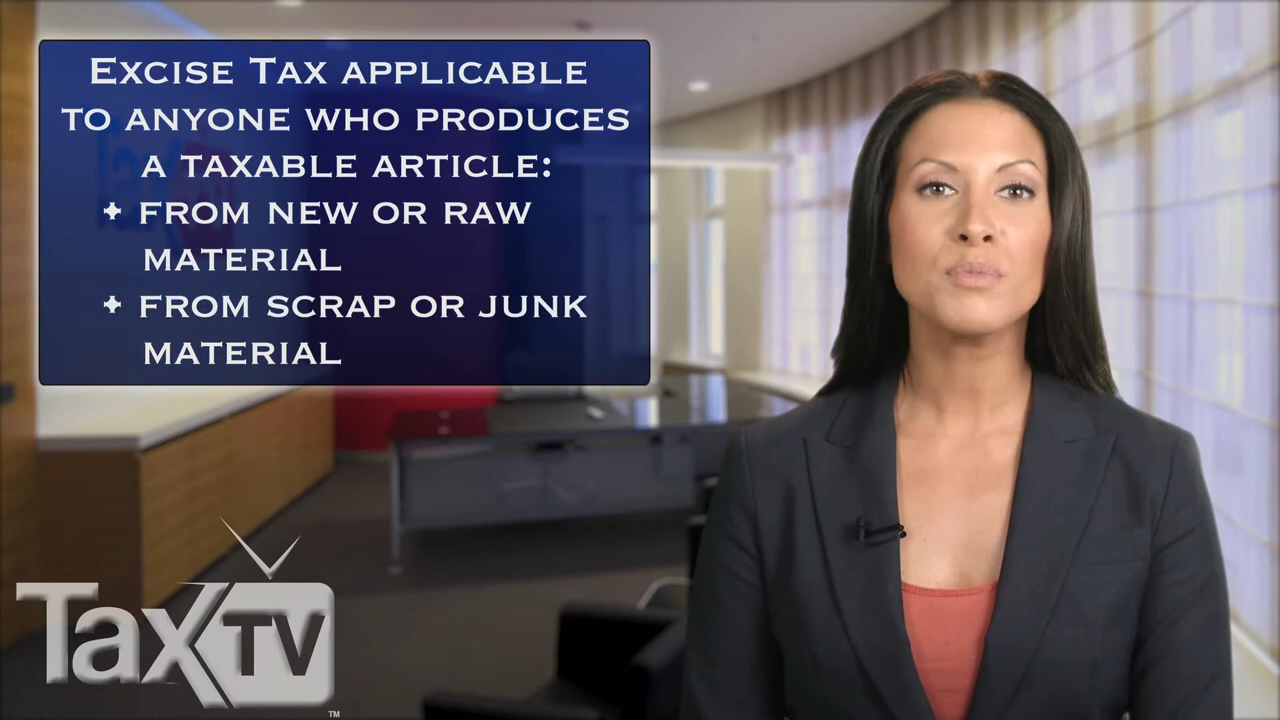 Excise Tax applicable
to anyone who produces
a taxable article:
from new or raw
material
from scrap or junk
material
TaxTV
™